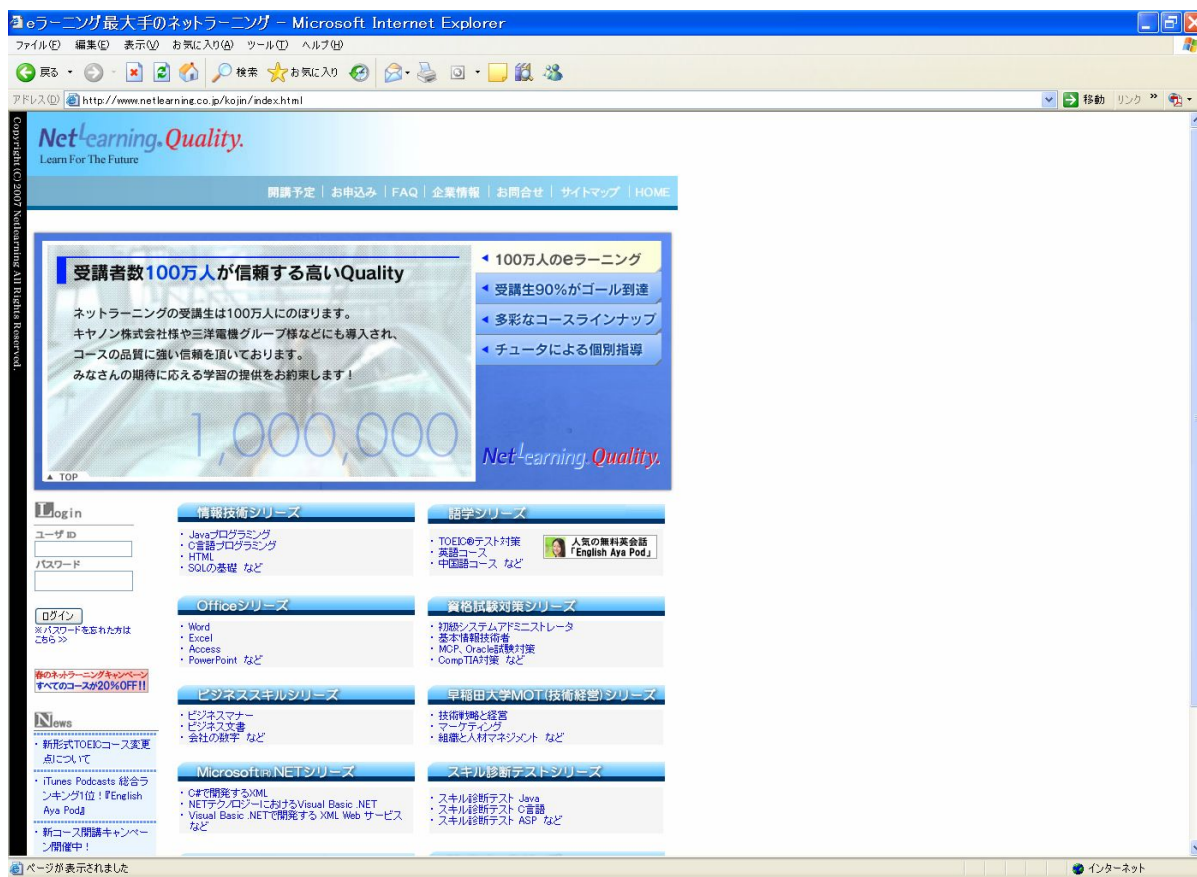 eラーニング最大手のネットラーニング - Microsoft Internet Explorer
ファイル(F) 編集(E) 表示(V) お気に入り(A) ツール(T) ヘルプ(H)
戻る 検索 お気に入り
アドレス(D) http://www.netlearning.co.jp/kojin/index.html 移動 リンク »
Copyright (C) 2007 Netlearning All Rights Reserved.
NetLearning.Quality.
Learn For The Future
開講予定 | お申込み | FAQ | 企業情報 | お問合せ | サイトマップ | HOME
受講者数100万人が信頼する高いQuality
ネットラーニングの受講生は100万人にのぼります。
キヤノン株式会社様や三洋電機グループ様などにも導入され、
コースの品質に強い信頼を頂いております。
みなさんの期待に応える学習の提供をお約束します!
1,000,000
▲ TOP
100万人のeラーニング
受講生90%がゴール到達
多彩なコースラインナップ
チュータによる個別指導
NetLearning.Quality.
Login
ユーザ ID
パスワード
ログイン
※パスワードを忘れた方は
こちら >>
春のネットラーニングキャンペーン
すべてのコースが20%OFF!!
News
・新形式TOEICコース変更
点について
・iTunes Podcasts 総合ラ
ンキング1位!『English
Aya Pod』
・新コース開講キャンペー
ン開催中!
情報技術シリーズ
・Javaプログラミング
・C言語プログラミング
・HTML
・SQLの基礎 など
語学シリーズ
・TOEIC®テスト対策
・英語コース
・中国語コース など
人気の無料英会話
「English Aya Pod」
Officeシリーズ
・Word
・Excel
・Access
・PowerPoint など
資格試験対策シリーズ
・初級システムアドミニストレータ
・基本情報技術者
・MCP、Oracle試験対策
・CompTIA対策 など
ビジネススキルシリーズ
・ビジネスマナー
・ビジネス文書
・会社の数字 など
早稲田大学MOT(技術経営)シリーズ
・技術戦略と経営
・マーケティング
・組織と人材マネジメント など
Microsoft(R).NETシリーズ
・C#で開発するXML
・NETテクノロジーにおけるVisual Basic .NET
・Visual Basic .NETで開発する XML Web サービス
など
スキル診断テストシリーズ
・スキル診断テスト Java
・スキル診断テスト C言語
・スキル診断テスト ASP など
ページが表示されました
インターネット